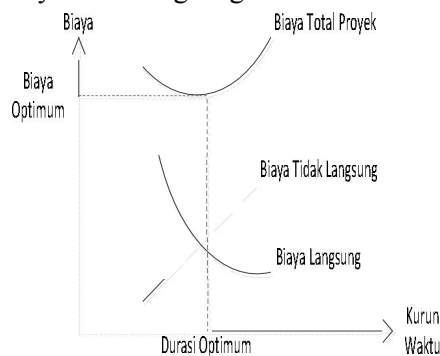 Biaya
Biaya Total Proyek
Biaya
Optimum
Biaya Tidak Langsung
Biaya Langsung
Kurun
Waktu
Durasi Optimum